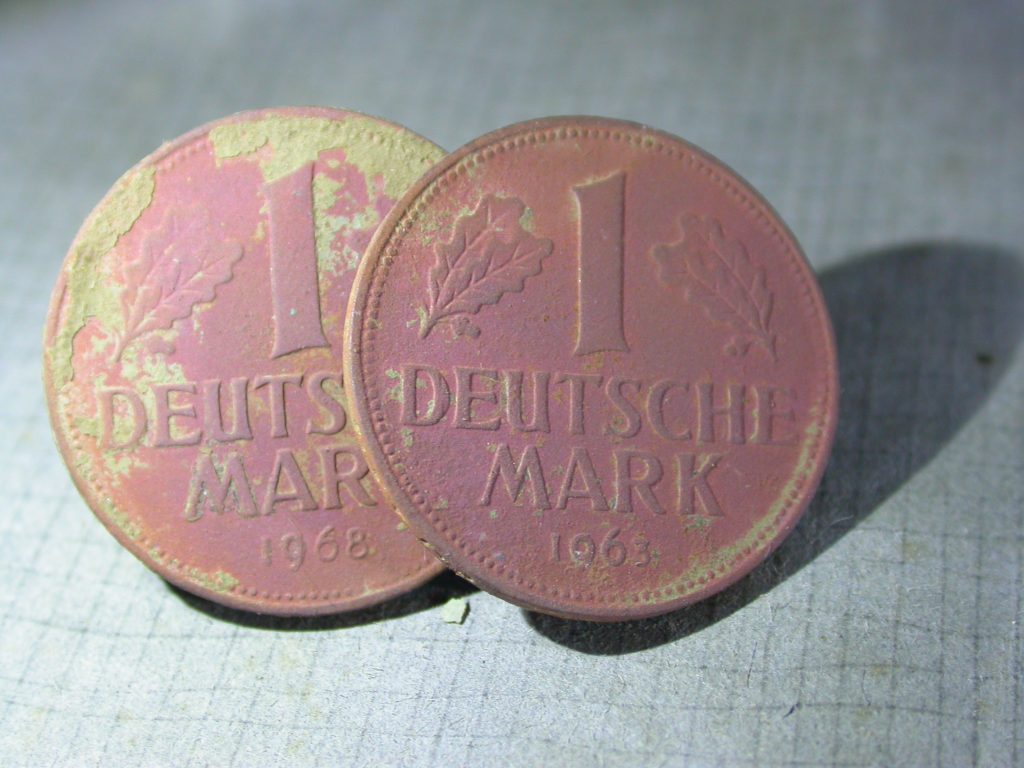 1
DEUTS
MAR
1968
1
DEUTSCHE
MARK
1963